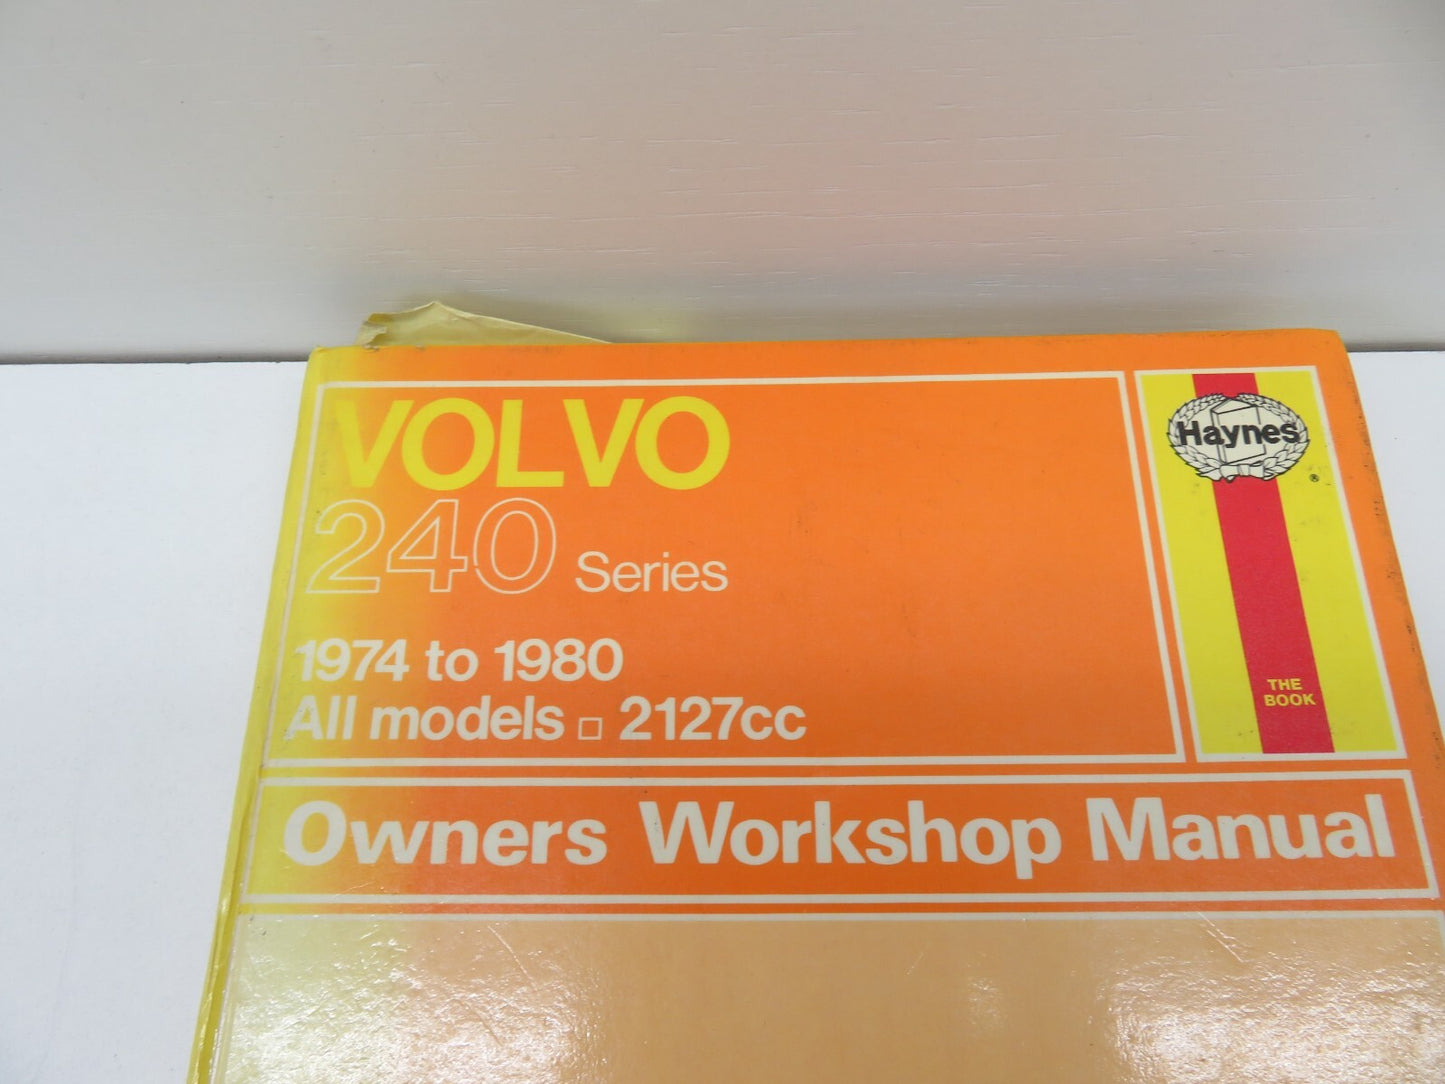 VOLVO
240 Series
1974 to 1980
All models □ 2127cc
Haynes
®
THE
BOOK
Owners Workshop Manual